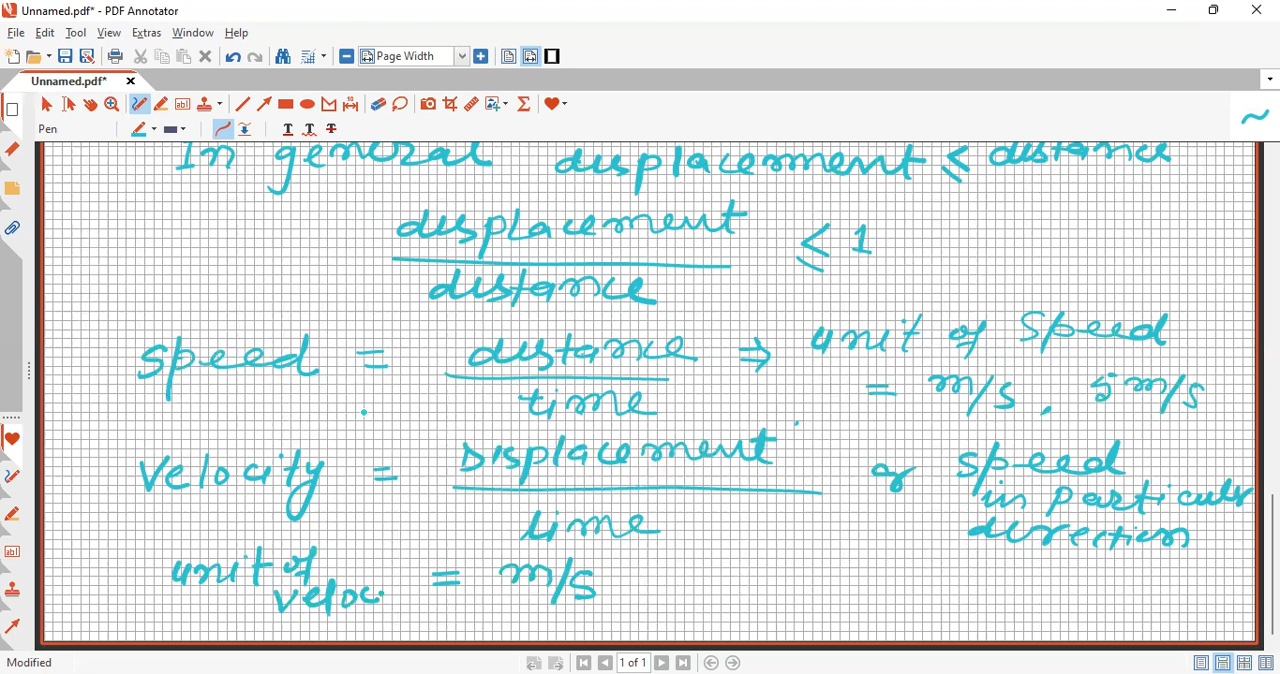 Unnamed.pdf* - PDF Annotator
File Edit Tool View Extras Window Help
Page Width
Unnamed.pdf*
Pen
In general displacement ≤ distance
displacement
distance
≤ 1
speed = distance
time
⇒ unit of Speed
= m/s, 5 m/s
Velocity = Displacement
time
or speed
in particulr
direction
unit of
veloc = m/s
Modified
1 of 1